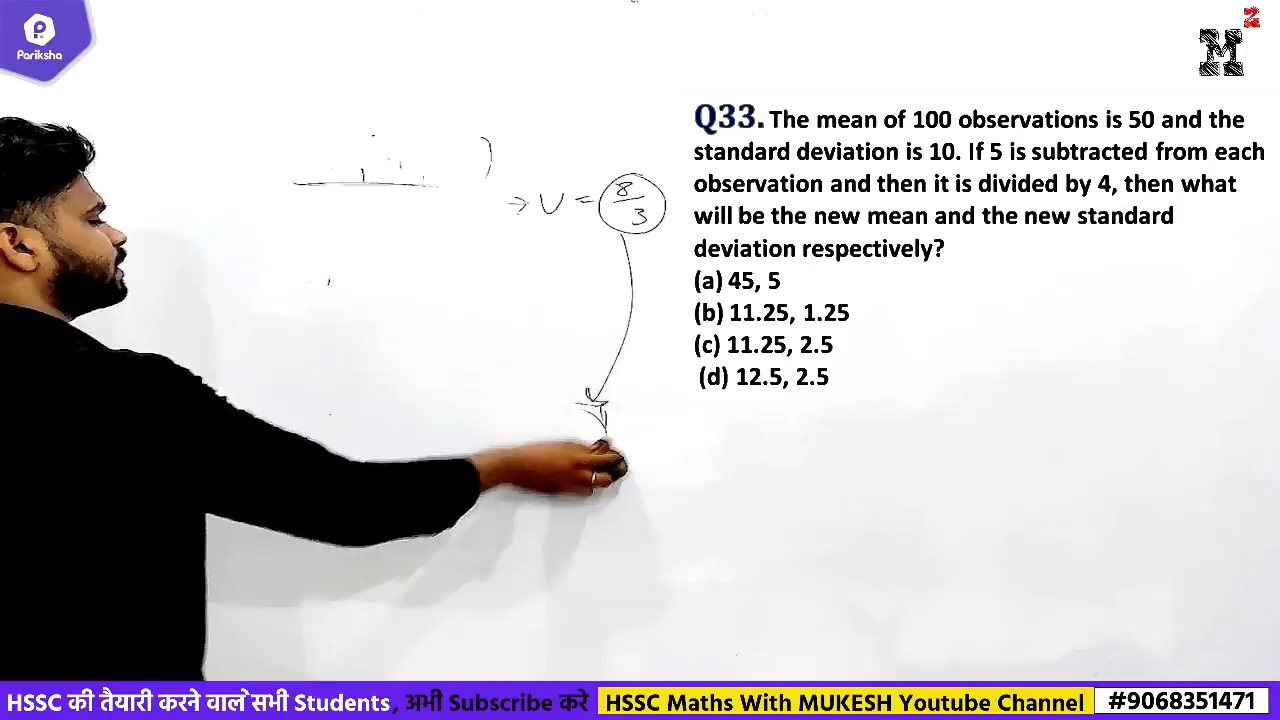 Pariksha
M²
Q33. The mean of 100 observations is 50 and the
standard deviation is 10. If 5 is subtracted from each
observation and then it is divided by 4, then what
will be the new mean and the new standard
deviation respectively?
(a) 45, 5
(b) 11.25, 1.25
(c) 11.25, 2.5
(d) 12.5, 2.5
→ V = 8/3
HSSC की तैयारी करने वाले सभी Students, अभी Subscribe करे HSSC Maths With MUKESH Youtube Channel #9068351471